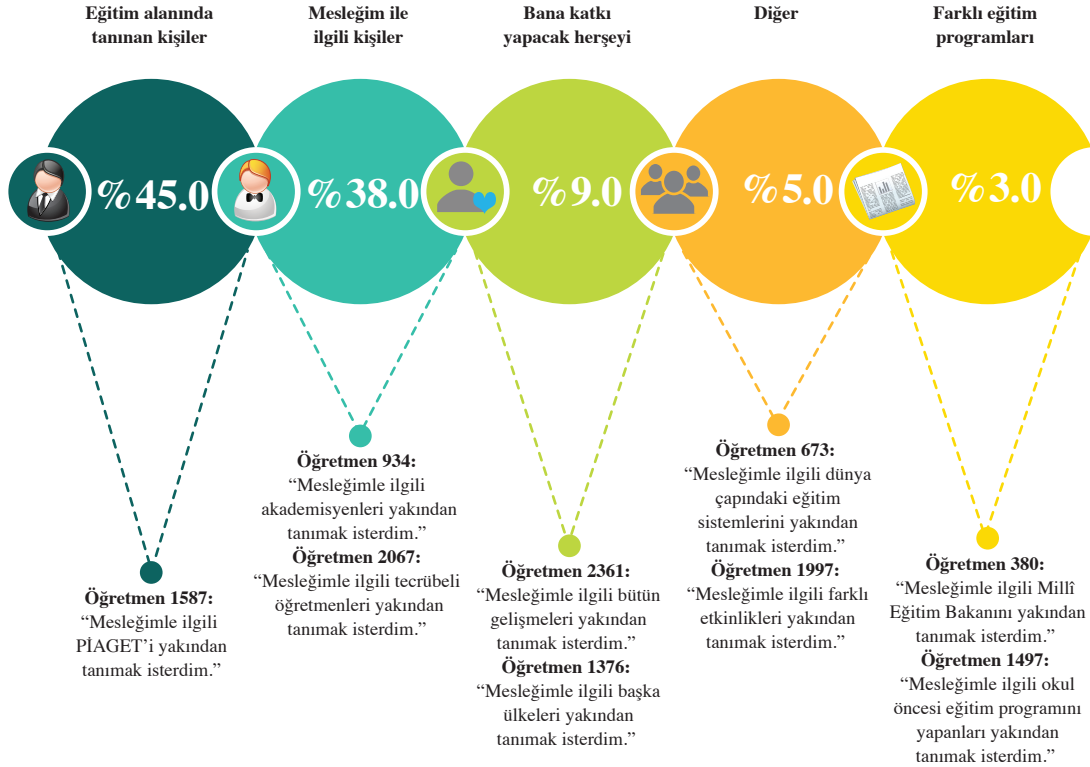 Eğitim alanında
tanınan kişiler
Mesleğim ile
ilgili kişiler
Bana katkı
yapacak herşeyi
Diğer
Farklı eğitim
programları
%45.0
%38.0
%9.0
%5.0
%3.0
Öğretmen 1587:
“Mesleğimle ilgili
PİAGET’i yakından
tanımak isterdim.”
Öğretmen 934:
“Mesleğimle ilgili
akademisyenleri yakından
tanımak isterdim.”
Öğretmen 2067:
“Mesleğimle ilgili tecrübeli
öğretmenleri yakından
tanımak isterdim.”
Öğretmen 2361:
“Mesleğimle ilgili bütün
gelişmeleri yakından
tanımak isterdim.”
Öğretmen 1376:
“Mesleğimle ilgili başka
ülkeleri yakından
tanımak isterdim.”
Öğretmen 673:
“Mesleğimle ilgili dünya
çapındaki eğitim
sistemlerini yakından
tanımak isterdim.”
Öğretmen 1997:
“Mesleğimle ilgili farklı
etkinlikleri yakından
tanımak isterdim.”
Öğretmen 380:
“Mesleğimle ilgili Millî
Eğitim Bakanını yakından
tanımak isterdim.”
Öğretmen 1497:
“Mesleğimle ilgili okul
öncesi eğitim programını
yapanları yakından
tanımak isterdim.”